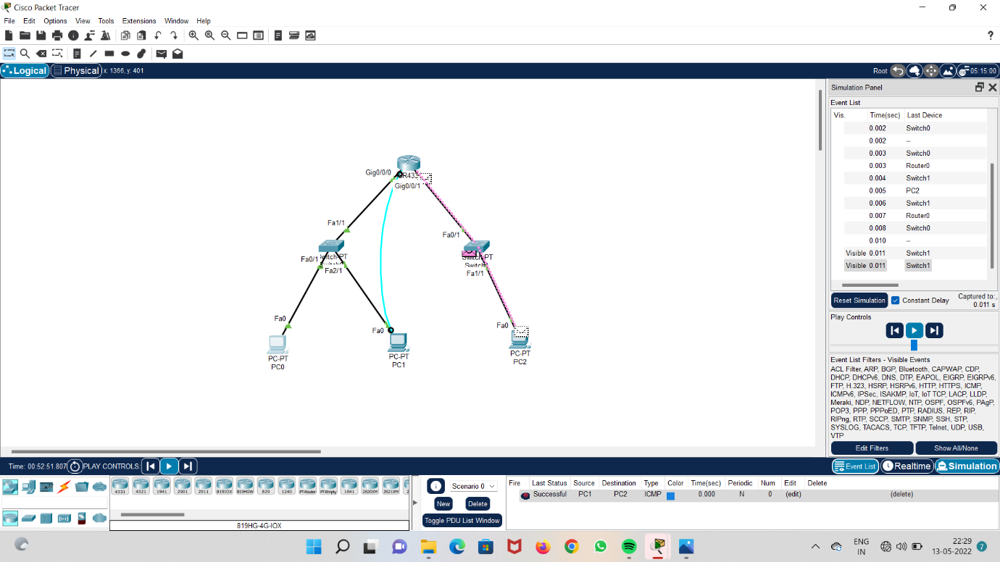 Cisco Packet Tracer
File Edit Options View Tools Extensions Window Help
?
Logical Physical x: 1366, y: 401 Root 05:15:00
Simulation Panel
Event List
Vis. Time(sec) Last Device
0.002 Switch0
0.002 --
0.003 Switch0
0.003 Router0
0.004 Switch1
0.005 PC2
0.006 Switch1
0.007 Router0
0.008 Switch0
0.010 --
Visible 0.011 Switch1
Visible 0.011 Switch1
Reset Simulation Constant Delay Captured to:
0.011 s
Play Controls
Event List Filters - Visible Events
ACL Filter, ARP, BGP, Bluetooth, CAPWAP, CDP,
DHCP, DHCPv6, DNS, DTP, EAPOL, EIGRP, EIGRPv6,
FTP, H.323, HSRP, HSRPv6, HTTP, HTTPS, ICMP,
ICMPv6, IPSec, ISAKMP, IoT, IoT TCP, LACP, LLDP,
Meraki, NDP, NETFLOW, NTP, OSPF, OSPFv6, PAgP,
POP3, PPP, PPPoED, PTP, RADIUS, REP, RIP,
RIPng, RTP, SCCP, SMTP, SNMP, SSH, STP,
SYSLOG, TACACS, TCP, TFTP, Telnet, UDP, USB,
VTP
Edit Filters Show All/None
Gig0/0/0
Gig0/0/1
Fa1/1
Fa0/1
Fa0/1
Fa2/1
Fa1/1
Fa0
Fa0
Fa0
PC-PT
PC0
PC-PT
PC1
PC-PT
PC2
Time: 00:52:51.807 PLAY CONTROLS:
Event List Realtime Simulation
4331 4321 1941 2901 2911 819IOX 819HGW 829 1240 PT-Router PT-Empty 1841 2620XM 2621XM
819HG-4G-IOX
Scenario 0
New Delete
Toggle PDU List Window
Fire Last Status Source Destination Type Color Time(sec) Periodic Num Edit Delete
Successful PC1 PC2 ICMP 0.000 N 0 (edit) (delete)
ENG
IN
22:29
13-05-2022
7